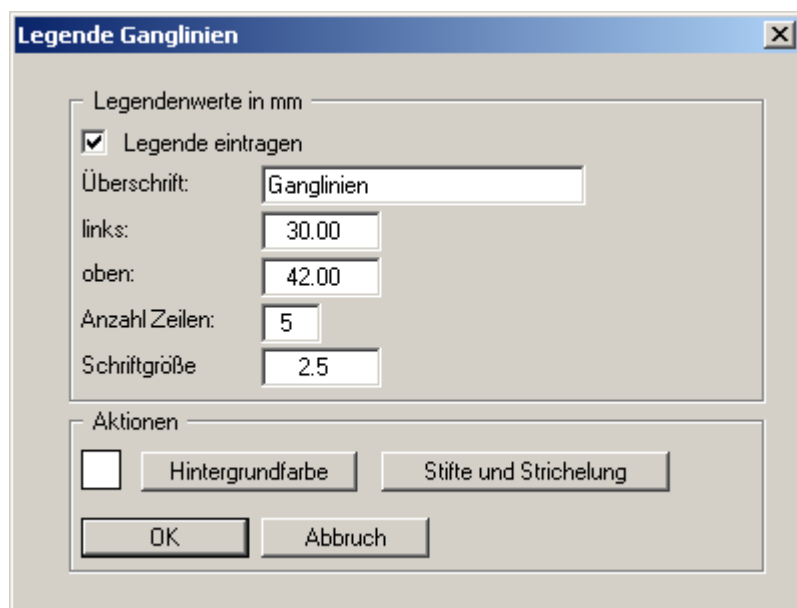 Legende Ganglinien
Legendenwerte in mm
Legende eintragen
Überschrift: Ganglinien
links: 30.00
oben: 42.00
Anzahl Zeilen: 5
Schriftgröße 2.5
Aktionen
Hintergrundfarbe Stifte und Strichelung
OK Abbruch